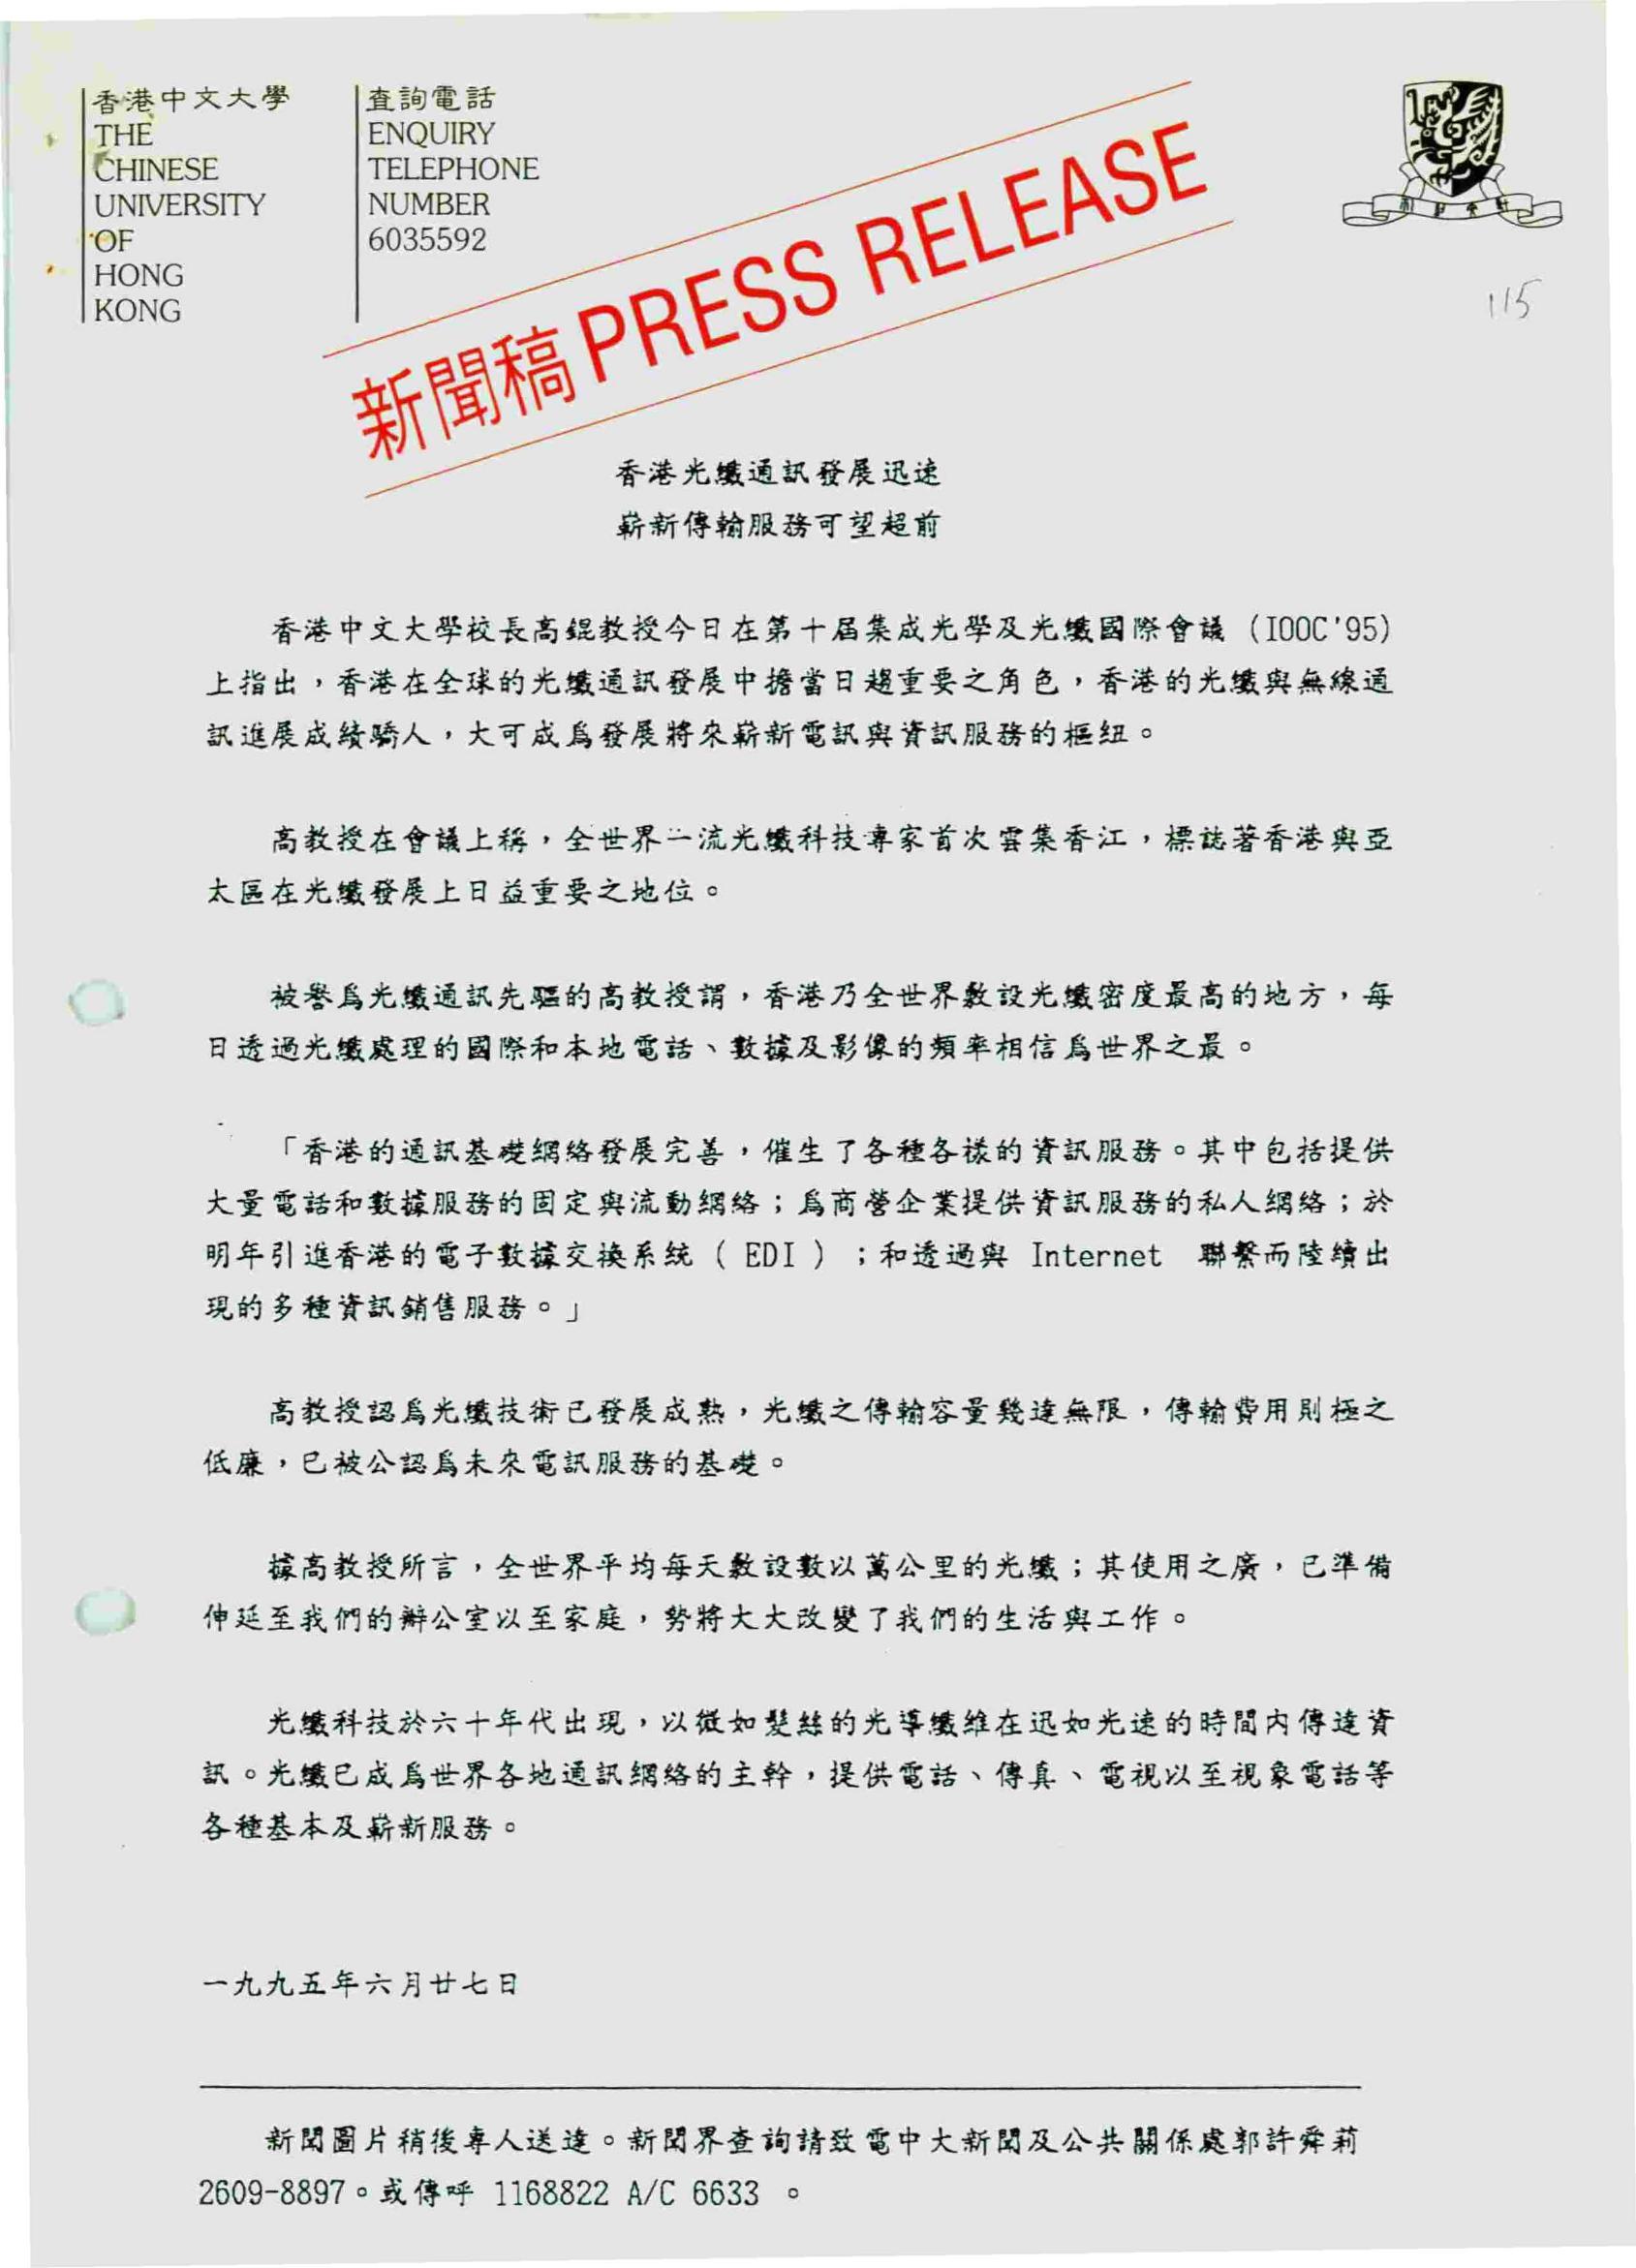 香港中文大學
THE
CHINESE
UNIVERSITY
OF
HONG
KONG
查詢電話
ENQUIRY
TELEPHONE
NUMBER
6035592
新聞稿 PRESS RELEASE
115
香港光纖通訊發展迅速
嶄新傳輸服務可望超前
香港中文大學校長高錕教授今日在第十屆集成光學及光纖國際會議（IOOC'95）
上指出，香港在全球的光纖通訊發展中擔當日趨重要之角色，香港的光纖與無線通
訊進展成績驕人，大可成爲發展將來嶄新電訊與資訊服務的樞紐。
高教授在會議上稱，全世界一流光纖科技專家首次雲集香江，標誌著香港與亞
太區在光纖發展上日益重要之地位。
被譽爲光纖通訊先驅的高教授謂，香港乃全世界敷設光纖密度最高的地方，每
日透過光纖處理的國際和本地電話、數據及影像的頻率相信爲世界之最。
「香港的通訊基礎網絡發展完善，催生了各種各樣的資訊服務。其中包括提供
大量電話和數據服務的固定與流動網絡；爲商營企業提供資訊服務的私人網絡；於
明年引進香港的電子數據交換系統（ EDI ）；和透過與 Internet 聯繫而陸續出
現的多種資訊銷售服務。」
高教授認爲光纖技術已發展成熟，光纖之傳輸容量幾達無限，傳輸費用則極之
低廉，已被公認爲未來電訊服務的基礎。
據高教授所言，全世界平均每天敷設數以萬公里的光纖；其使用之廣，已準備
伸延至我們的辦公室以至家庭，勢將大大改變了我們的生活與工作。
光纖科技於六十年代出現，以微如髮絲的光導纖維在迅如光速的時間內傳達資
訊。光纖已成爲世界各地通訊網絡的主幹，提供電話、傳真、電視以至視象電話等
各種基本及嶄新服務。
一九九五年六月廿七日
新聞圖片稍後專人送達。新聞界查詢請致電中大新聞及公共關係處郭許舜莉
2609-8897。或傳呼 1168822 A/C 6633 。